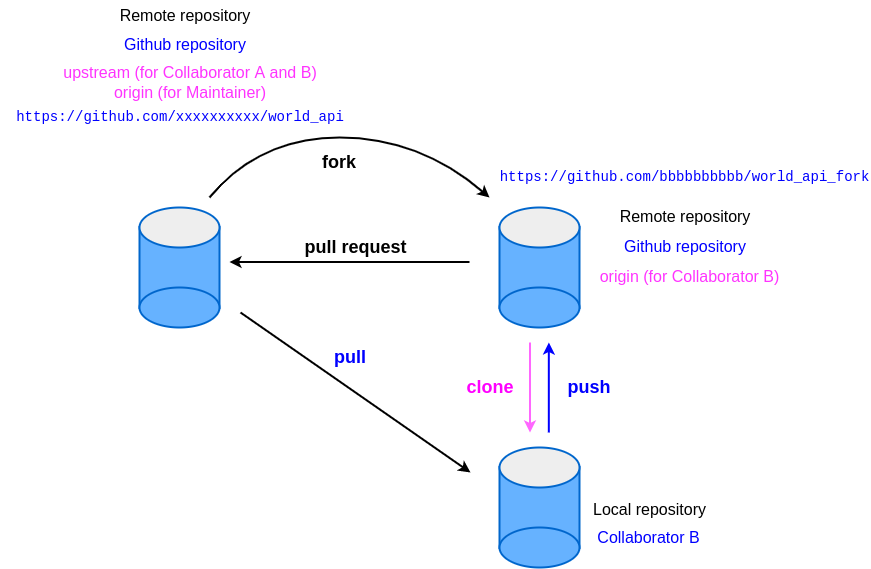 Remote repository
Github repository
upstream (for Collaborator A and B)
origin (for Maintainer)
https://github.com/xxxxxxxxxx/world_api
fork
https://github.com/bbbbbbbbbb/world_api_fork
Remote repository
Github repository
origin (for Collaborator B)
pull request
pull
clone
push
Local repository
Collaborator B